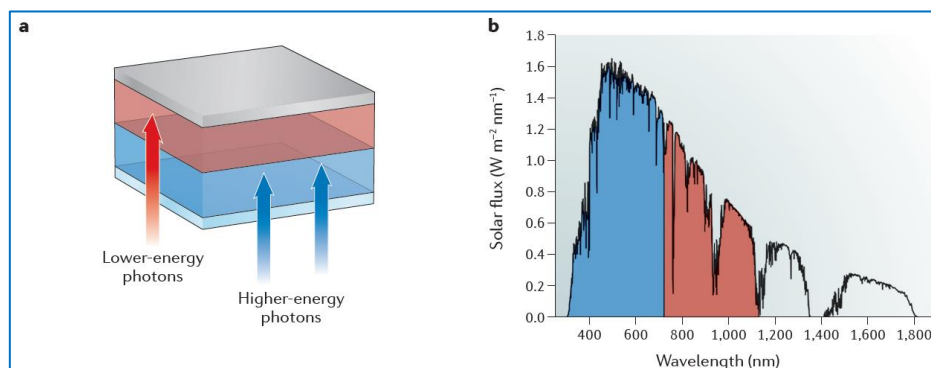 a
Lower-energy
photons
Higher-energy
photons
b
Solar flux (W m⁻² nm⁻¹)
1.8
1.6
1.4
1.2
1.0
0.8
0.6
0.4
0.2
0.0
400 600 800 1,000 1,200 1,400 1,600 1,800
Wavelength (nm)